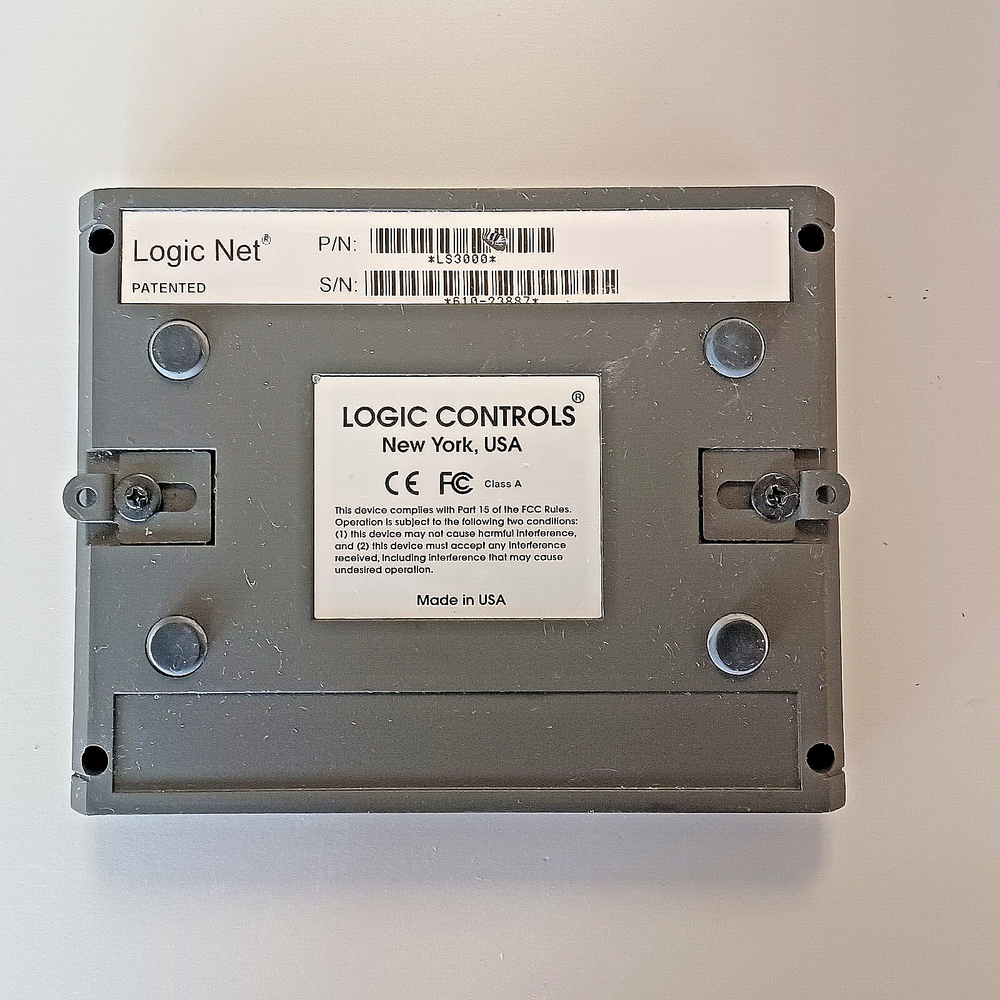 Logic Net®
PATENTED
P/N:
*LS3000*
S/N:
*610-23887*
LOGIC CONTROLS®
New York, USA
CE FC Class A
This device complies with Part 15 of the FCC Rules.
Operation is subject to the following two conditions:
(1) this device may not cause harmful interference,
and (2) this device must accept any interference
received, including interference that may cause
undesired operation.
Made in USA